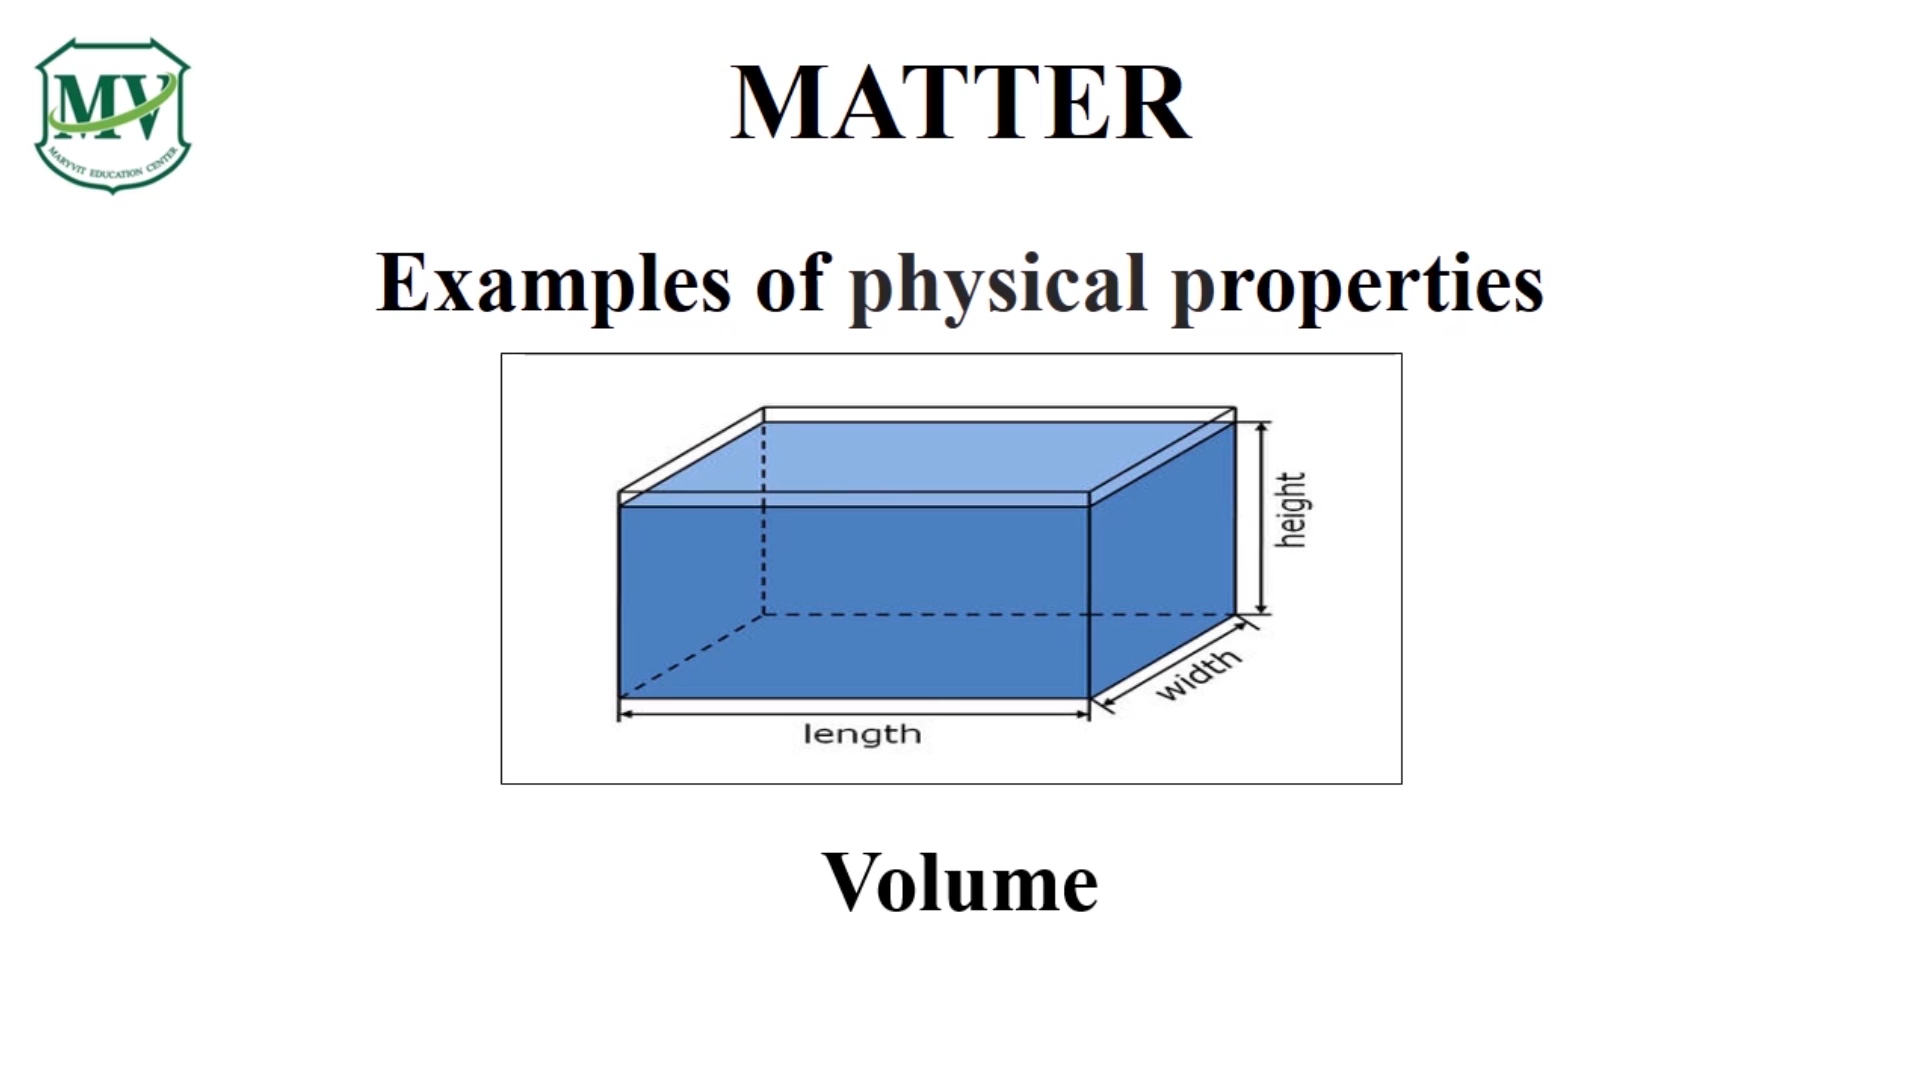 MV
MARYVIT EDUCATION CENTER
MATTER
Examples of physical properties
height
width
length
Volume